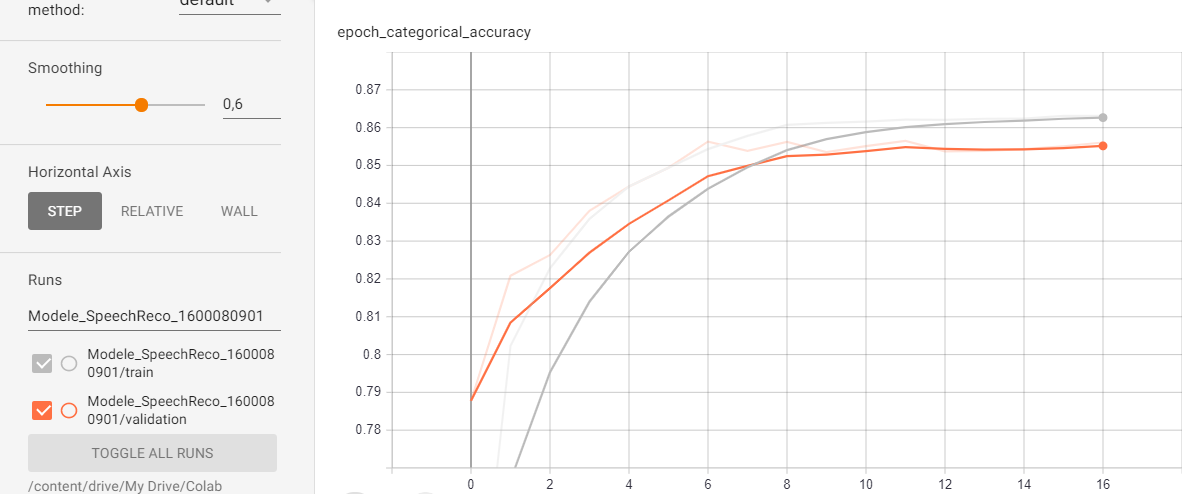 method:
default
Smoothing
0,6
Horizontal Axis
STEP RELATIVE WALL
Runs
Modele_SpeechReco_1600080901
Modele_SpeechReco_160008
0901/train
Modele_SpeechReco_160008
0901/validation
TOGGLE ALL RUNS
/content/drive/My Drive/Colab
epoch_categorical_accuracy
0.87
0.86
0.85
0.84
0.83
0.82
0.81
0.8
0.79
0.78
0 2 4 6 8 10 12 14 16 18